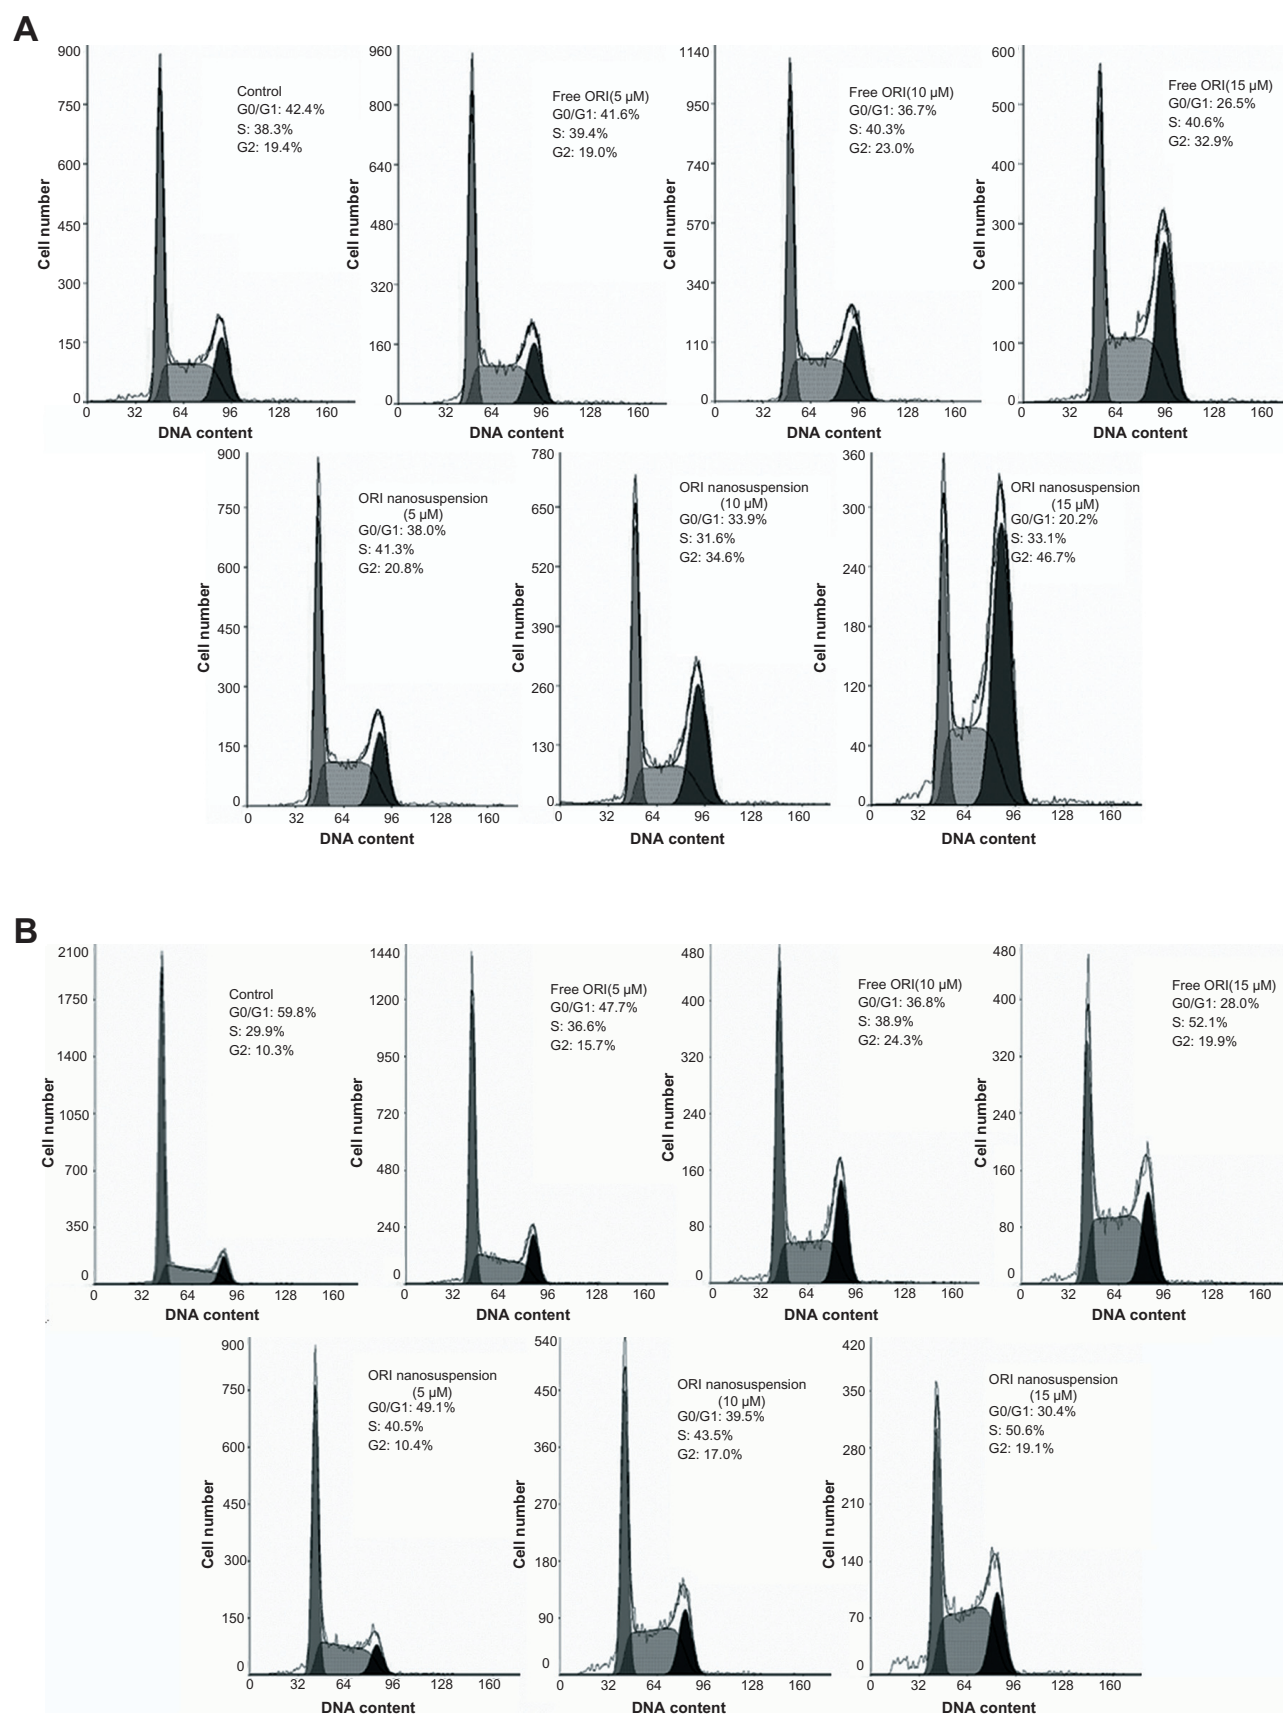 A
900
750
600
450
300
150
0
Cell number
Control
G0/G1: 42.4%
S: 38.3%
G2: 19.4%
0 32 64 96 128 160
DNA content
960
800
640
480
320
160
0
Cell number
Free ORI(5 µM)
G0/G1: 41.6%
S: 39.4%
G2: 19.0%
0 32 64 96 128 160
DNA content
1140
950
740
570
340
110
0
Cell number
Free ORI(10 µM)
G0/G1: 36.7%
S: 40.3%
G2: 23.0%
0 32 64 96 128 160
DNA content
600
500
400
300
200
100
0
Cell number
Free ORI(15 µM)
G0/G1: 26.5%
S: 40.6%
G2: 32.9%
0 32 64 96 128 160
DNA content
900
750
600
450
300
150
0
Cell number
ORI nanosuspension
(5 µM)
G0/G1: 38.0%
S: 41.3%
G2: 20.8%
0 32 64 96 128 160
DNA content
780
650
520
390
260
130
0
Cell number
ORI nanosuspension
(10 µM)
G0/G1: 33.9%
S: 31.6%
G2: 34.6%
0 32 64 96 128 160
DNA content
360
300
240
180
120
40
0
Cell number
ORI nanosuspension
(15 µM)
G0/G1: 20.2%
S: 33.1%
G2: 46.7%
0 32 64 96 128 160
DNA content
B
2100
1750
1400
1050
700
350
0
Cell number
Control
G0/G1: 59.8%
S: 29.9%
G2: 10.3%
0 32 64 96 128 160
DNA content
1440
1200
950
720
480
240
0
Cell number
Free ORI(5 µM)
G0/G1: 47.7%
S: 36.6%
G2: 15.7%
0 32 64 96 128 160
DNA content
480
400
320
240
160
80
0
Cell number
Free ORI(10 µM)
G0/G1: 36.8%
S: 38.9%
G2: 24.3%
0 32 64 96 128 160
DNA content
480
400
320
240
160
80
0
Cell number
Free ORI(15 µM)
G0/G1: 28.0%
S: 52.1%
G2: 19.9%
0 32 64 96 128 160
DNA content
900
750
600
450
300
150
0
Cell number
ORI nanosuspension
(5 µM)
G0/G1: 49.1%
S: 40.5%
G2: 10.4%
0 32 64 96 128 160
DNA content
540
450
360
270
180
90
0
Cell number
ORI nanosuspension
(10 µM)
G0/G1: 39.5%
S: 43.5%
G2: 17.0%
0 32 64 96 128 160
DNA content
420
350
280
210
140
70
0
Cell number
ORI nanosuspension
(15 µM)
G0/G1: 30.4%
S: 50.6%
G2: 19.1%
0 32 64 96 128 160
DNA content